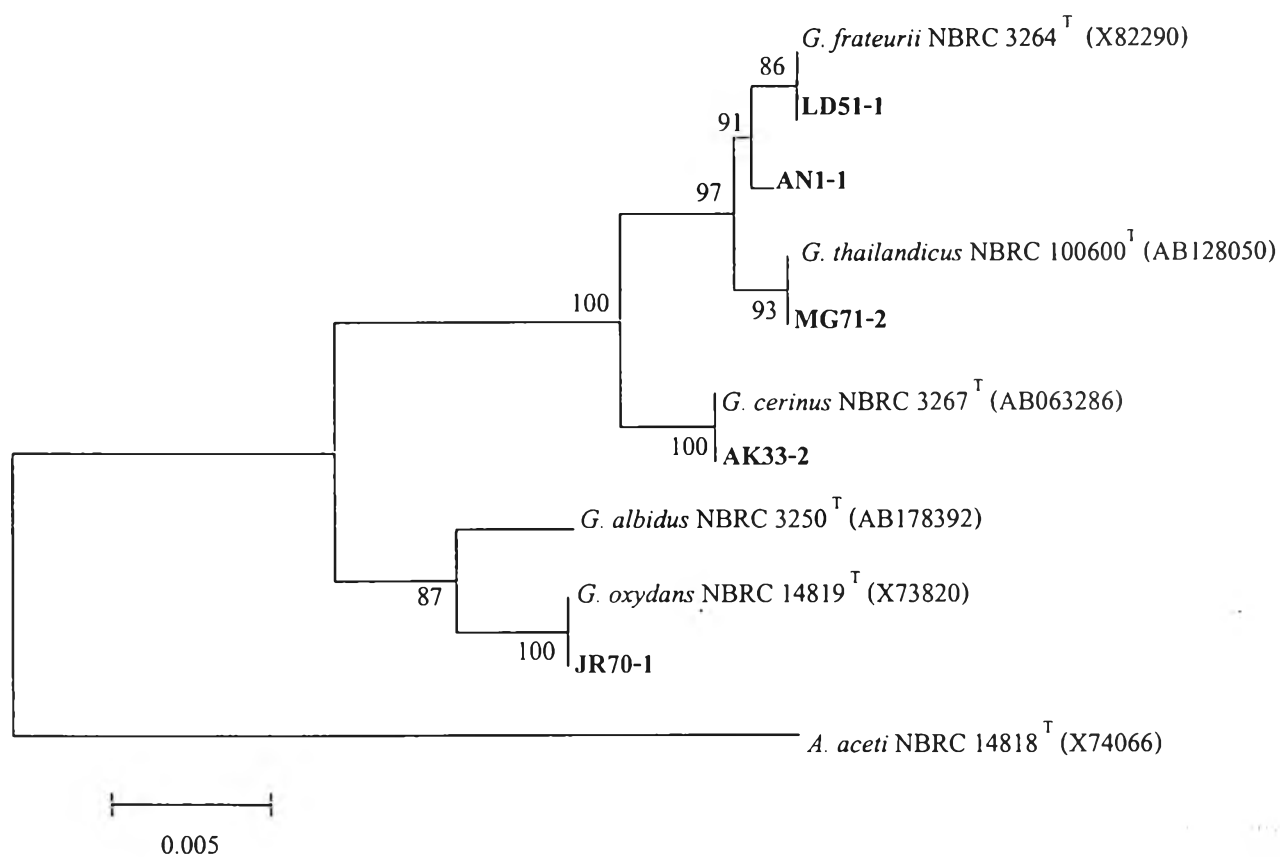 G. frateurii NBRC 3264 T (X82290)
86
LD51-1
91
AN1-1
97
G. thailandicus NBRC 100600 T (AB128050)
100
93
MG71-2
G. cerinus NBRC 3267 T (AB063286)
100
AK33-2
G. albidus NBRC 3250 T (AB178392)
G. oxydans NBRC 14819 T (X73820)
87
100
JR70-1
A. aceti NBRC 14818 T (X74066)
0.005